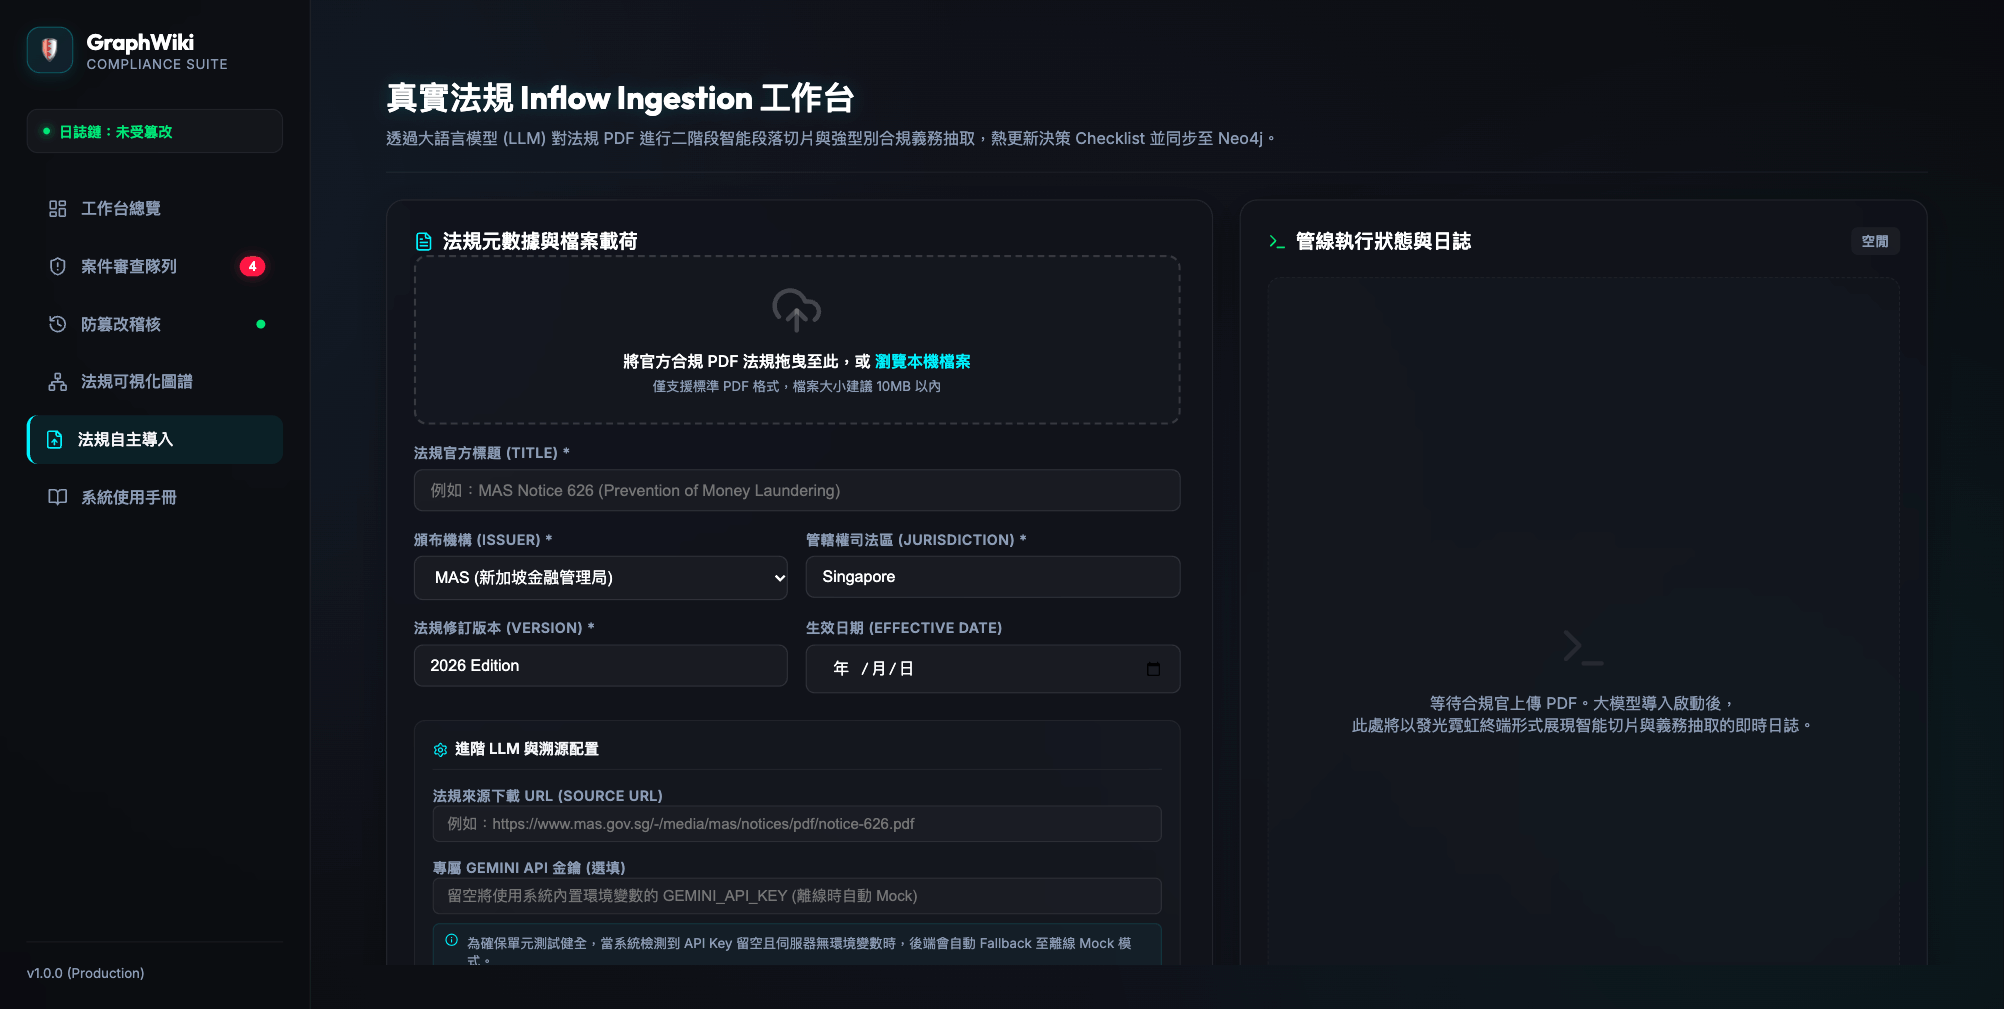 GraphWiki
COMPLIANCE SUITE
日誌鏈：未受篡改
工作台總覽
案件審查隊列
4
防篡改稽核
法規可視化圖譜
法規自主導入
系統使用手冊
v1.0.0 (Production)
真實法規 Inflow Ingestion 工作台
透過大語言模型 (LLM) 對法規 PDF 進行二階段智能段落切片與強型別合規義務抽取，熱更新決策 Checklist 並同步至 Neo4j。
法規元數據與檔案載荷
將官方合規 PDF 法規拖曳至此，或 瀏覽本機檔案
僅支援標準 PDF 格式，檔案大小建議 10MB 以內
法規官方標題 (TITLE) *
例如：MAS Notice 626 (Prevention of Money Laundering)
頒布機構 (ISSUER) *
MAS (新加坡金融管理局)
管轄權司法區 (JURISDICTION) *
Singapore
法規修訂版本 (VERSION) *
2026 Edition
生效日期 (EFFECTIVE DATE)
年 /月/日
進階 LLM 與溯源配置
法規來源下載 URL (SOURCE URL)
例如：https://www.mas.gov.sg/-/media/mas/notices/pdf/notice-626.pdf
專屬 GEMINI API 金鑰 (選填)
留空將使用系統內置環境變數的 GEMINI_API_KEY (離線時自動 Mock)
為確保單元測試健全，當系統檢測到 API Key 留空且伺服器無環境變數時，後端會自動 Fallback 至離線 Mock 模
式。
管線執行狀態與日誌
空閒
等待合規官上傳 PDF。大模型導入啟動後，
此處將以發光霓虹終端形式展現智能切片與義務抽取的即時日誌。